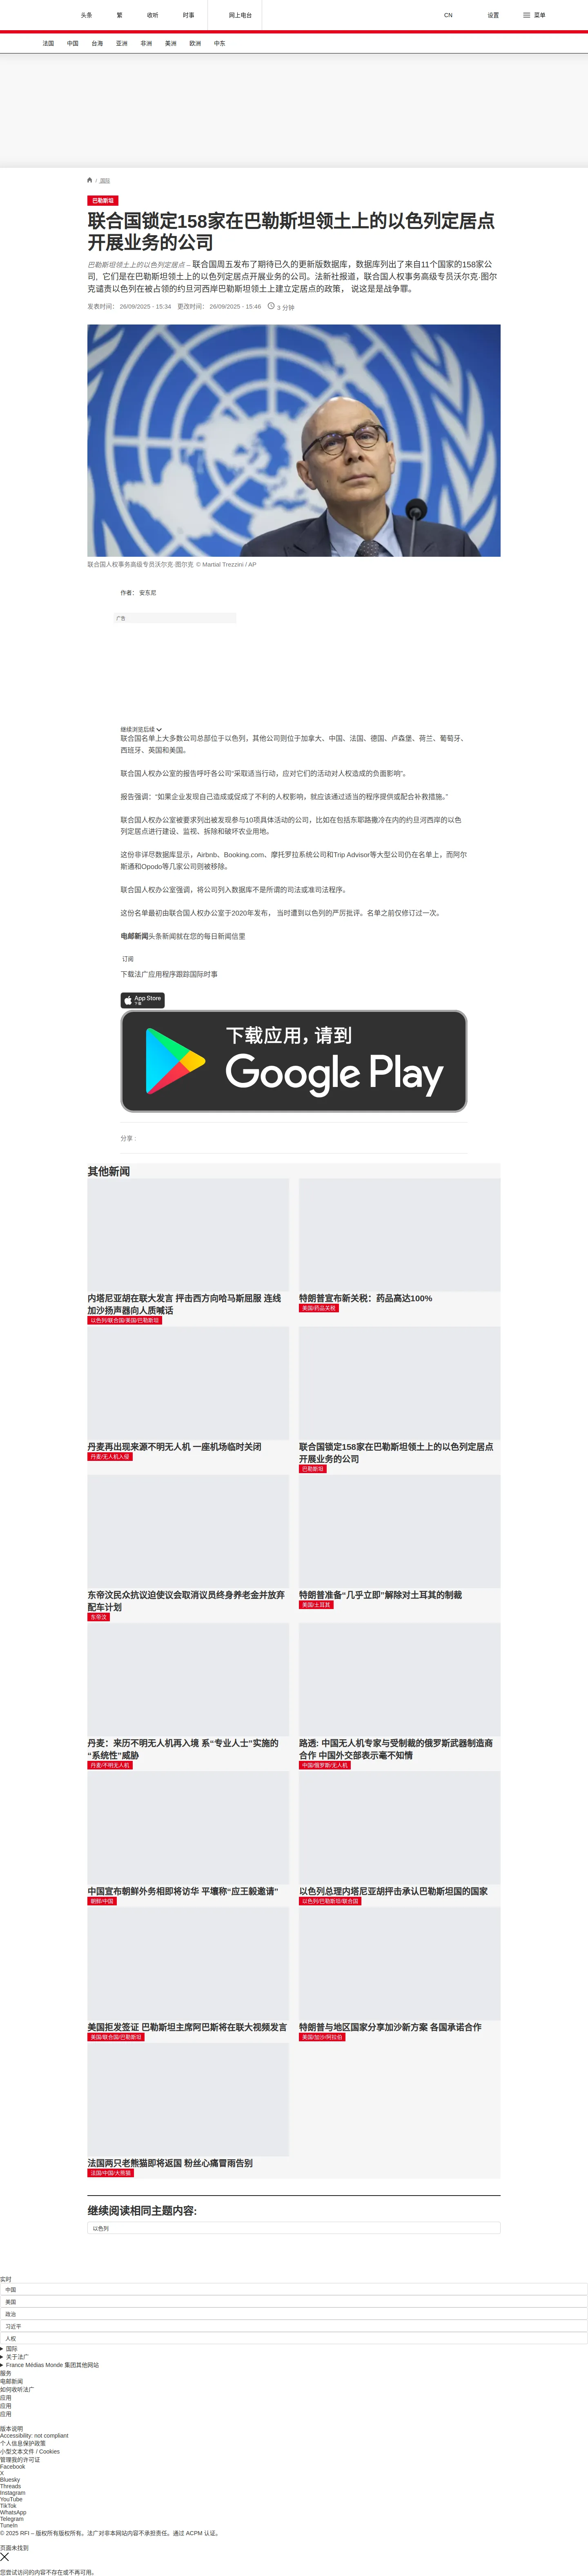 头条
繁
收听
时事
网上电台
CN
设置
菜单
法国
中国
台海
亚洲
非洲
美洲
欧洲
中东
/ 国际
巴勒斯坦
联合国锁定158家在巴勒斯坦领土上的以色列定居点
开展业务的公司
巴勒斯坦领土上的以色列定居点 – 联合国周五发布了期待已久的更新版数据库，数据库列出了来自11个国家的158家公
司，它们是在巴勒斯坦领土上的以色列定居点开展业务的公司。法新社报道，联合国人权事务高级专员沃尔克·图尔
克谴责以色列在被占领的约旦河西岸巴勒斯坦领土上建立定居点的政策， 说这是是战争罪。
发表时间： 26/09/2025 - 15:34 更改时间： 26/09/2025 - 15:46 3 分钟
联合国人权事务高级专员沃尔克·图尔克 © Martial Trezzini / AP
作者： 安东尼
广告
继续浏览后续
联合国名单上大多数公司总部位于以色列，其他公司则位于加拿大、中国、法国、德国、卢森堡、荷兰、葡萄牙、
西班牙、英国和美国。
联合国人权办公室的报告呼吁各公司“采取适当行动，应对它们的活动对人权造成的负面影响”。
报告强调：“如果企业发现自己造成或促成了不利的人权影响，就应该通过适当的程序提供或配合补救措施。”
联合国人权办公室被要求列出被发现参与10项具体活动的公司，比如在包括东耶路撒冷在内的约旦河西岸的以色
列定居点进行建设、监视、拆除和破坏农业用地。
这份非详尽数据库显示，Airbnb、Booking.com、摩托罗拉系统公司和Trip Advisor等大型公司仍在名单上，而阿尔
斯通和Opodo等几家公司则被移除。
联合国人权办公室强调，将公司列入数据库不是所谓的司法或准司法程序。
这份名单最初由联合国人权办公室于2020年发布， 当时遭到以色列的严厉批评。名单之前仅修订过一次。
电邮新闻头条新闻就在您的每日新闻信里
订阅
下载法广应用程序跟踪国际时事
App Store
下载
下载应用，请到
Google Play
分享 :
其他新闻
内塔尼亚胡在联大发言 抨击西方向哈马斯屈服 连线
加沙扬声器向人质喊话
以色列/联合国/美国/巴勒斯坦
特朗普宣布新关税：药品高达100%
美国/药品关税
丹麦再出现来源不明无人机 一座机场临时关闭
丹麦/无人机入侵
联合国锁定158家在巴勒斯坦领土上的以色列定居点
开展业务的公司
巴勒斯坦
东帝汶民众抗议迫使议会取消议员终身养老金并放弃
配车计划
东帝汶
特朗普准备“几乎立即”解除对土耳其的制裁
美国/土耳其
丹麦：来历不明无人机再入境 系“专业人士”实施的
“系统性”威胁
丹麦/不明无人机
路透: 中国无人机专家与受制裁的俄罗斯武器制造商
合作 中国外交部表示毫不知情
中国/俄罗斯/无人机
中国宣布朝鲜外务相即将访华 平壤称“应王毅邀请”
朝鲜/中国
以色列总理内塔尼亚胡抨击承认巴勒斯坦国的国家
以色列/巴勒斯坦/联合国
美国拒发签证 巴勒斯坦主席阿巴斯将在联大视频发言
美国/联合国/巴勒斯坦
特朗普与地区国家分享加沙新方案 各国承诺合作
美国/加沙/阿拉伯
法国两只老熊猫即将返国 粉丝心痛冒雨告别
法国/中国/大熊猫
继续阅读相同主题内容:
以色列
实时
中国
美国
政治
习近平
人权
国际
关于法广
France Médias Monde 集团其他网站
服务
电邮新闻
如何收听法广
应用
应用
应用
版本说明
Accessibility: not compliant
个人信息保护政策
小型文本文件 / Cookies
管理我的许可证
Facebook
X
Bluesky
Threads
Instagram
YouTube
TikTok
WhatsApp
Telegram
TuneIn
© 2025 RFI – 版权所有版权所有。法广对非本网站内容不承担责任。通过 ACPM 认证。
页面未找到
您尝试访问的内容不存在或不再可用。